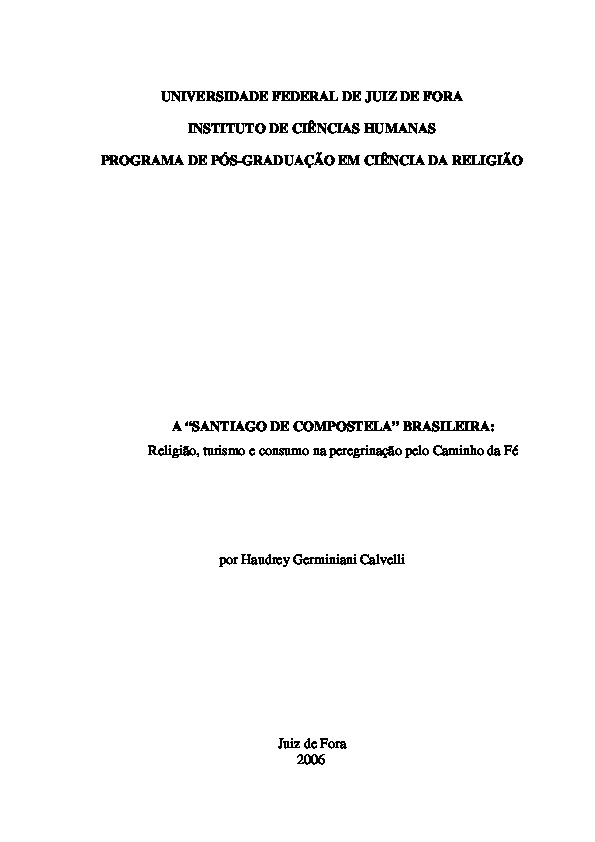 UNIVERSIDADE FEDERAL DE JUIZ DE FORA
INSTITUTO DE CIÊNCIAS HUMANAS
PROGRAMA DE PÓS-GRADUAÇÃO EM CIÊNCIA DA RELIGIÃO
A “SANTIAGO DE COMPOSTELA” BRASILEIRA:
Religião, turismo e consumo na peregrinação pelo Caminho da Fé
por Haudrey Germiniani Calvelli
Juiz de Fora
2006